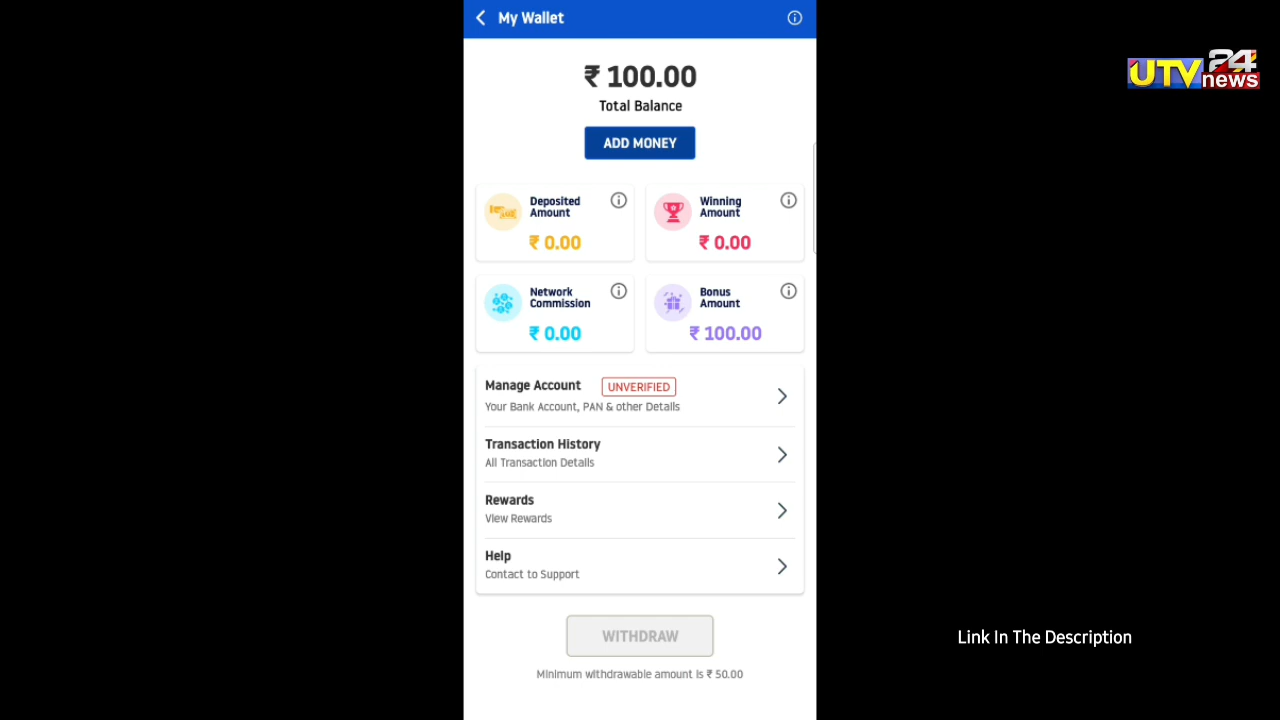 My Wallet
₹ 100.00
Total Balance
ADD MONEY
Deposited
Amount
₹ 0.00
Winning
Amount
₹ 0.00
Network
Commission
₹ 0.00
Bonus
Amount
₹ 100.00
Manage Account UNVERIFIED
Your Bank Account, PAN & other Details
Transaction History
All Transaction Details
Rewards
View Rewards
Help
Contact to Support
WITHDRAW
Minimum withdrawable amount is ₹ 50.00
UTV 24 news
Link In The Description